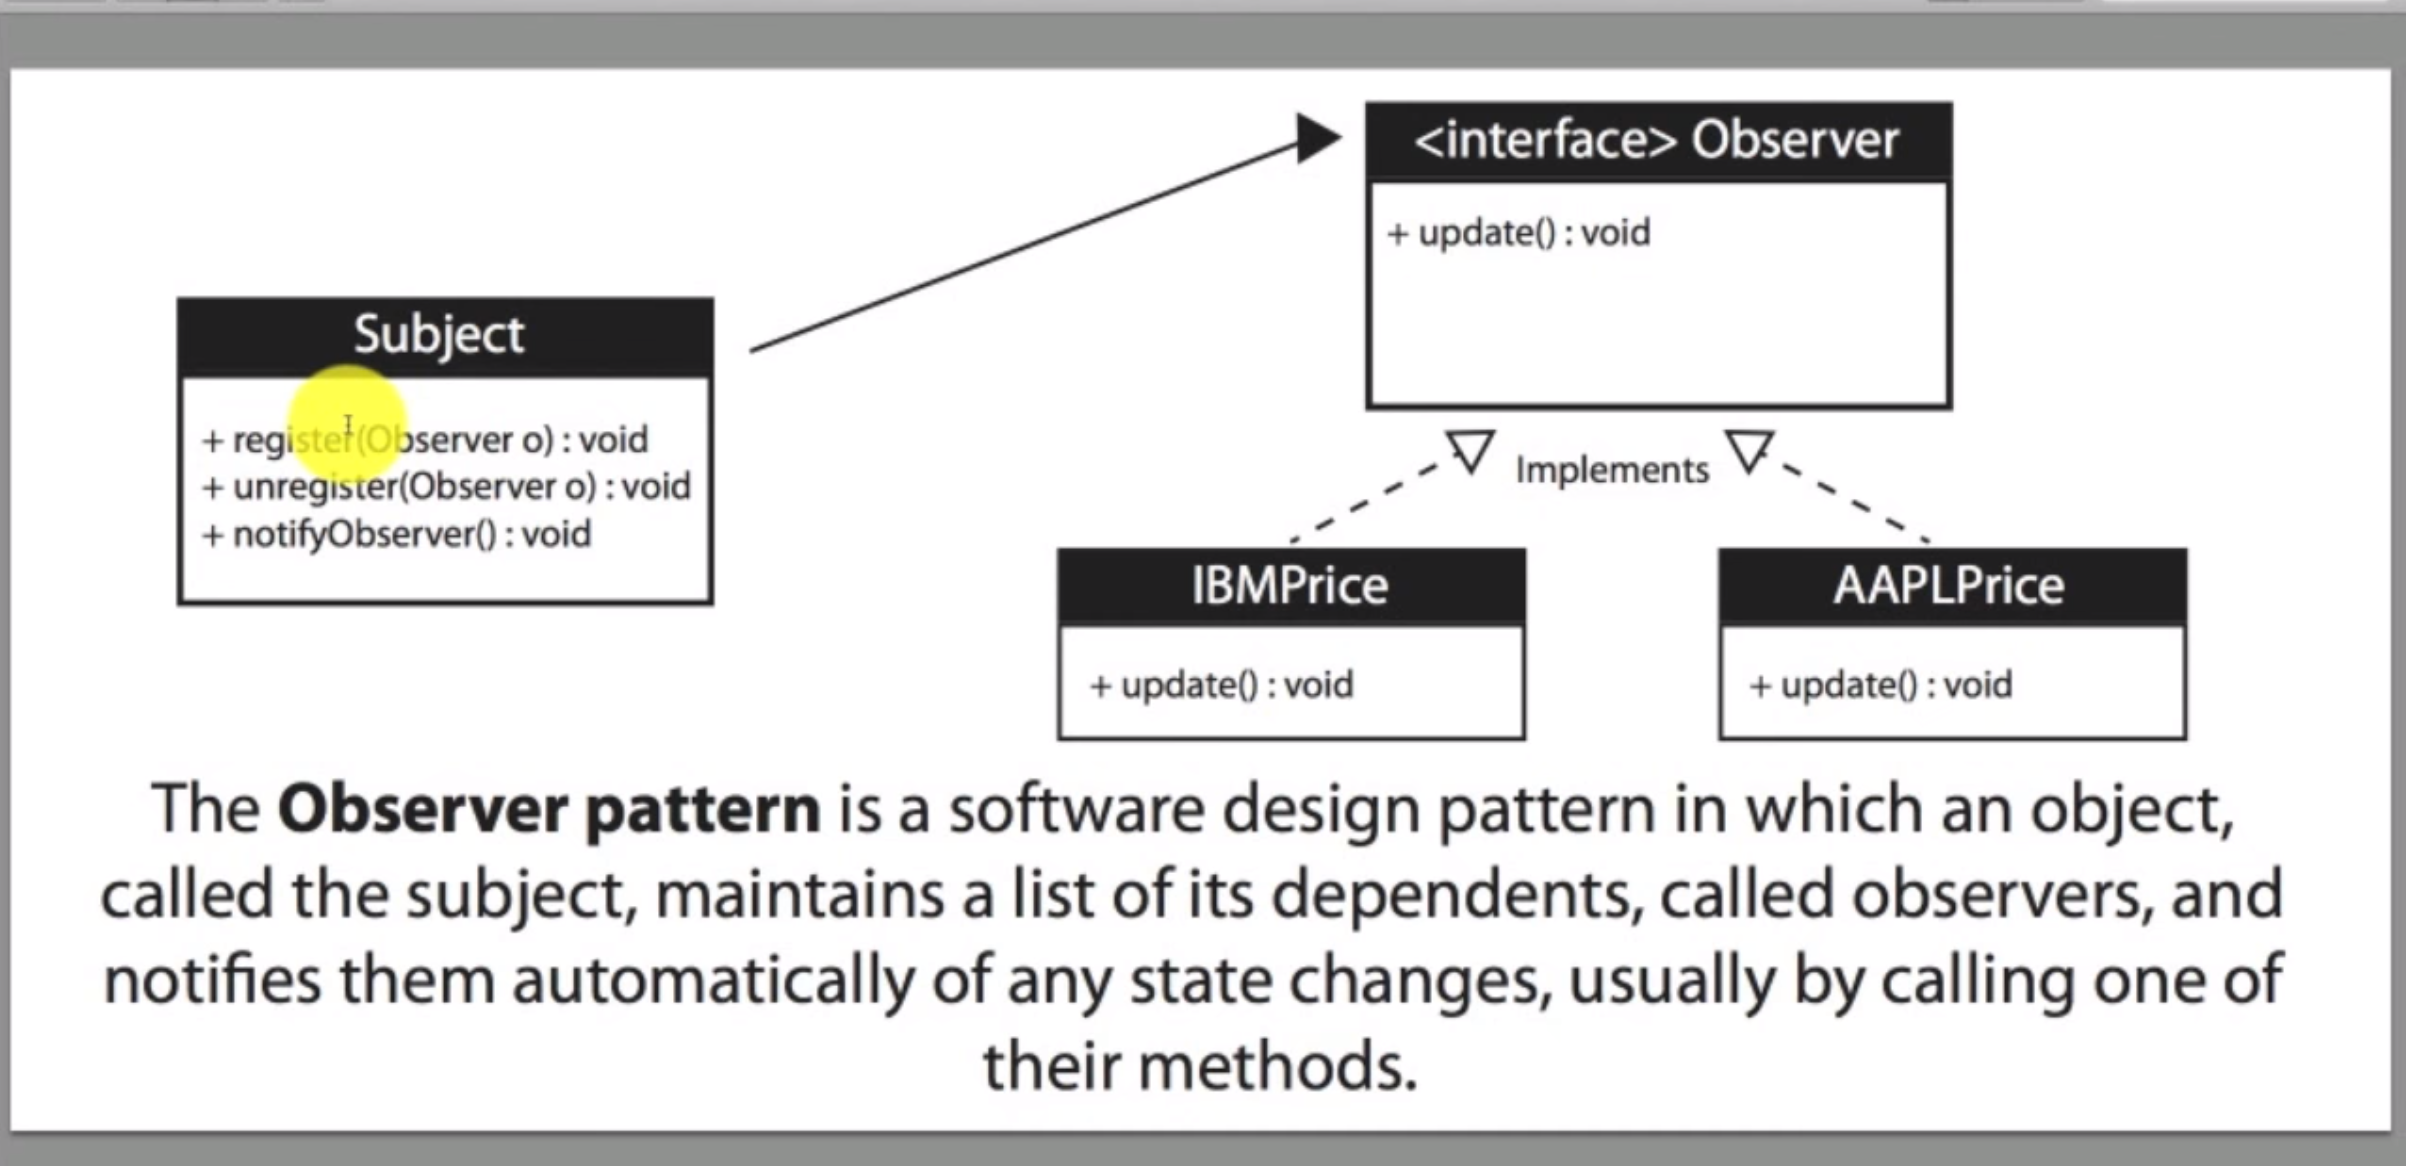 <interface> Observer
+ update() : void
Subject
+ register(Observer o) : void
+ unregister(Observer o) : void
+ notifyObserver() : void
Implements
IBMPrice
+ update() : void
AAPLPrice
+ update() : void
The Observer pattern is a software design pattern in which an object,
called the subject, maintains a list of its dependents, called observers, and
notifies them automatically of any state changes, usually by calling one of
their methods.